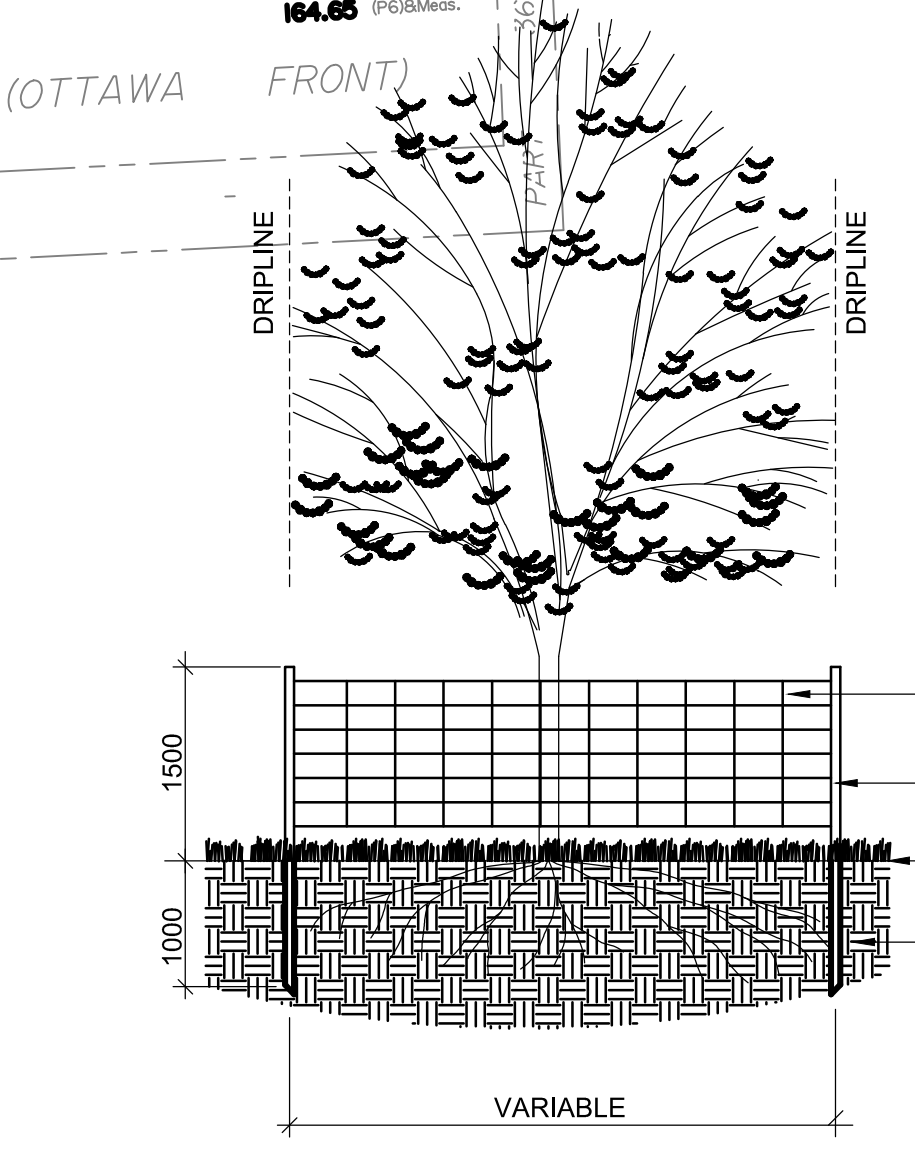 164.65 (P6)&Meas.
(OTTAWA FRONT)
PART
DRIPLINE
DRIPLINE
1500
1000
VARIABLE